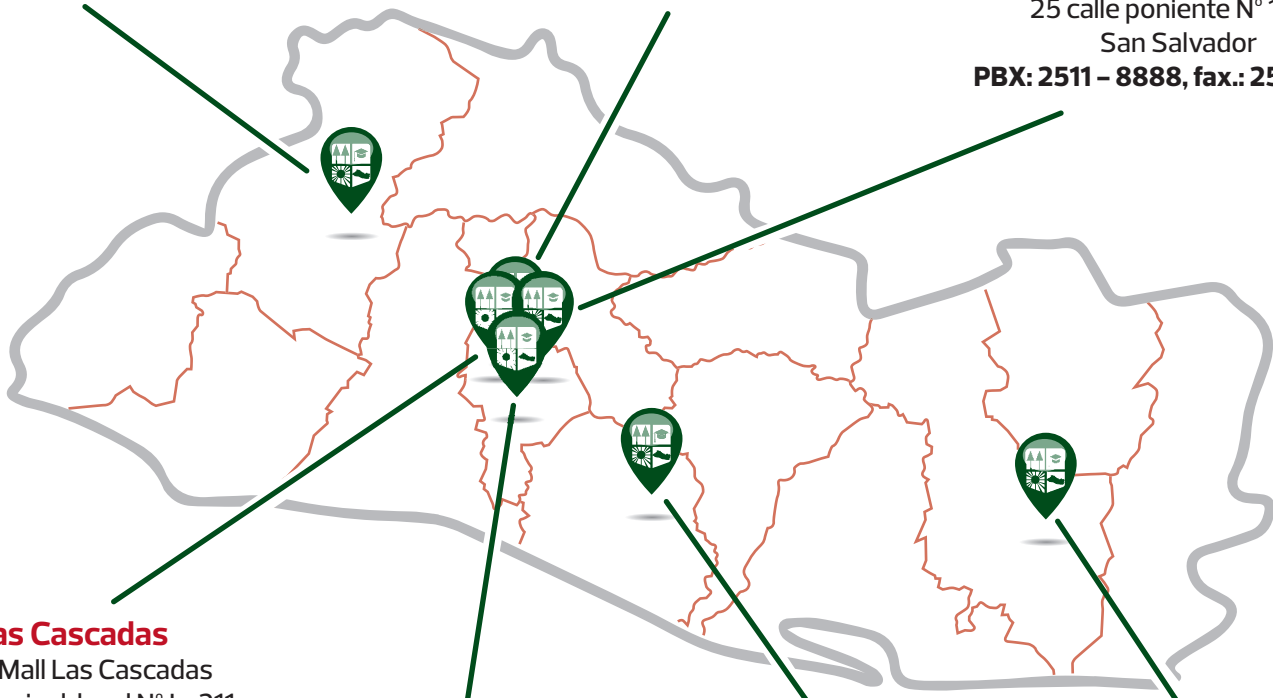 25 calle poniente N°
San Salvador
PBX: 2511 – 8888, fax.: 25
as Cascadas
Mall Las Cascadas